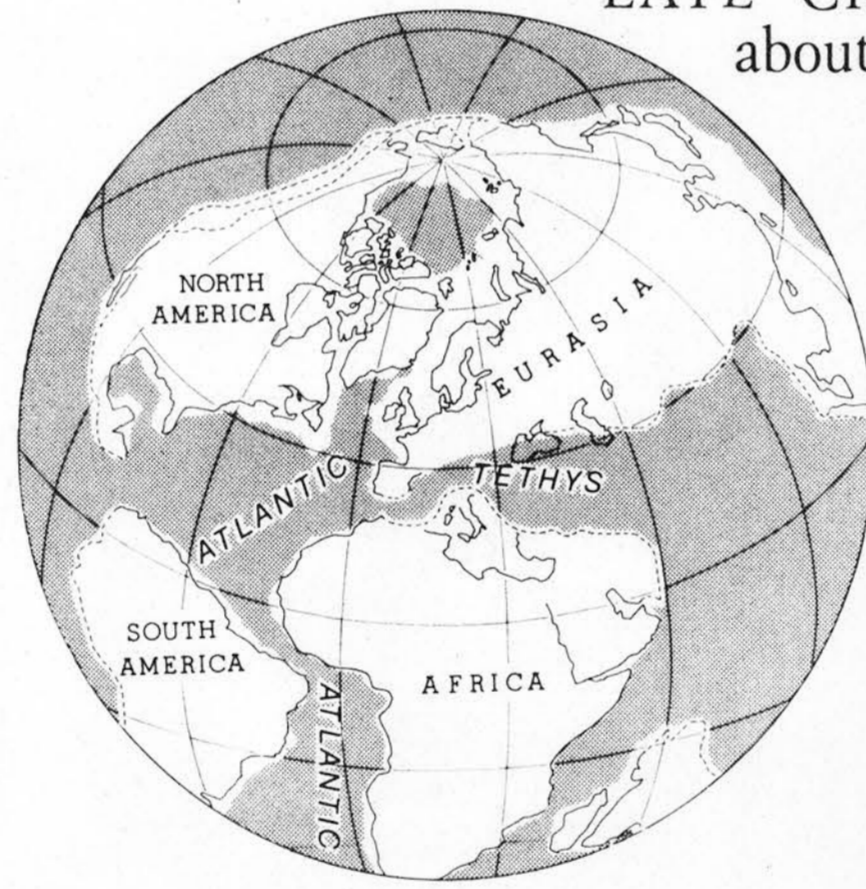 about
NORTH
AMERICA
EURASIA
ATLANTIC
TETHYS
SOUTH
AMERICA
AFRICA
ATLANTIC